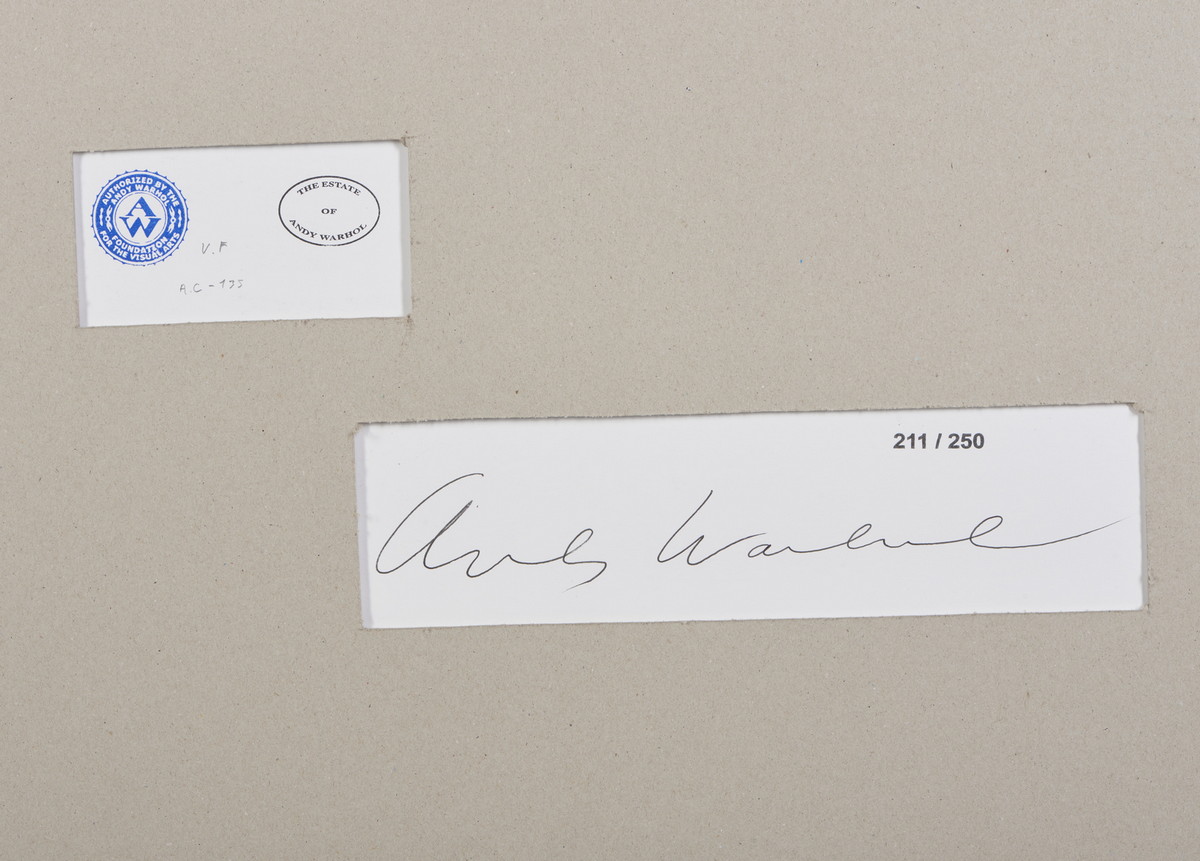 AUTHORIZED BY THE
ANDY WARHOL
AW
FOUNDATION
FOR THE VISUAL ARTS
V.F
THE ESTATE
OF
ANDY WARHOL
A.C - 135
211 / 250
Andy Warhol